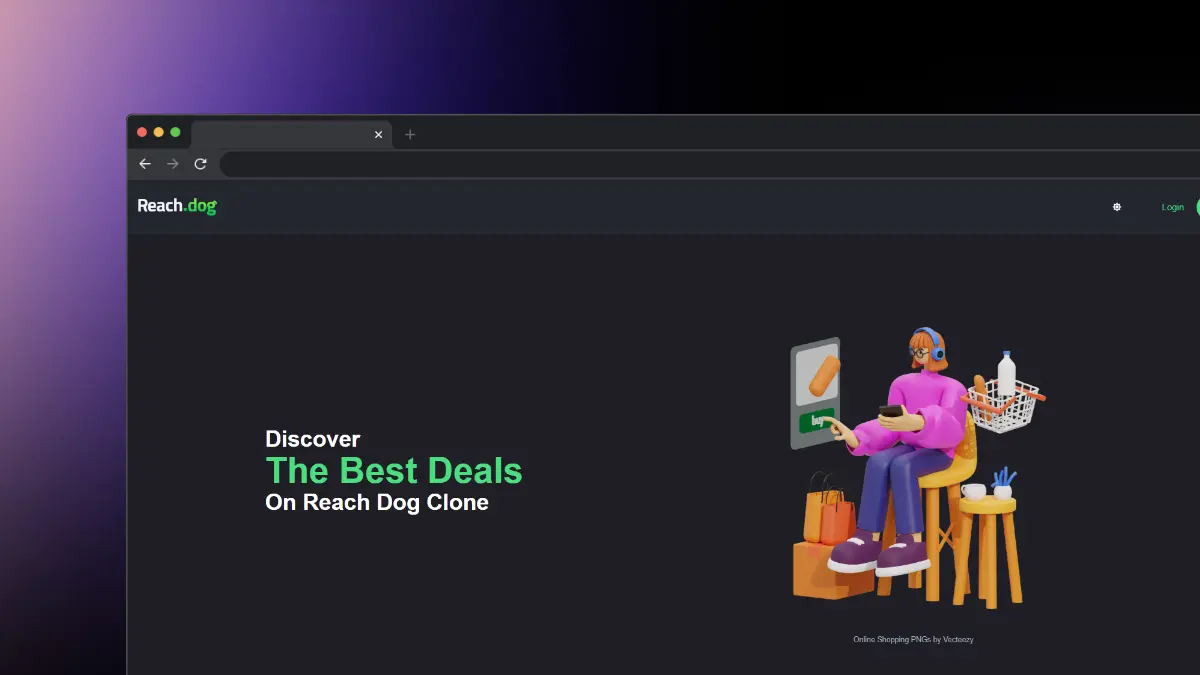 Reach.dog
Login
Discover
The Best Deals
On Reach Dog Clone
buy
Online Shopping PNGs by Vecteezy